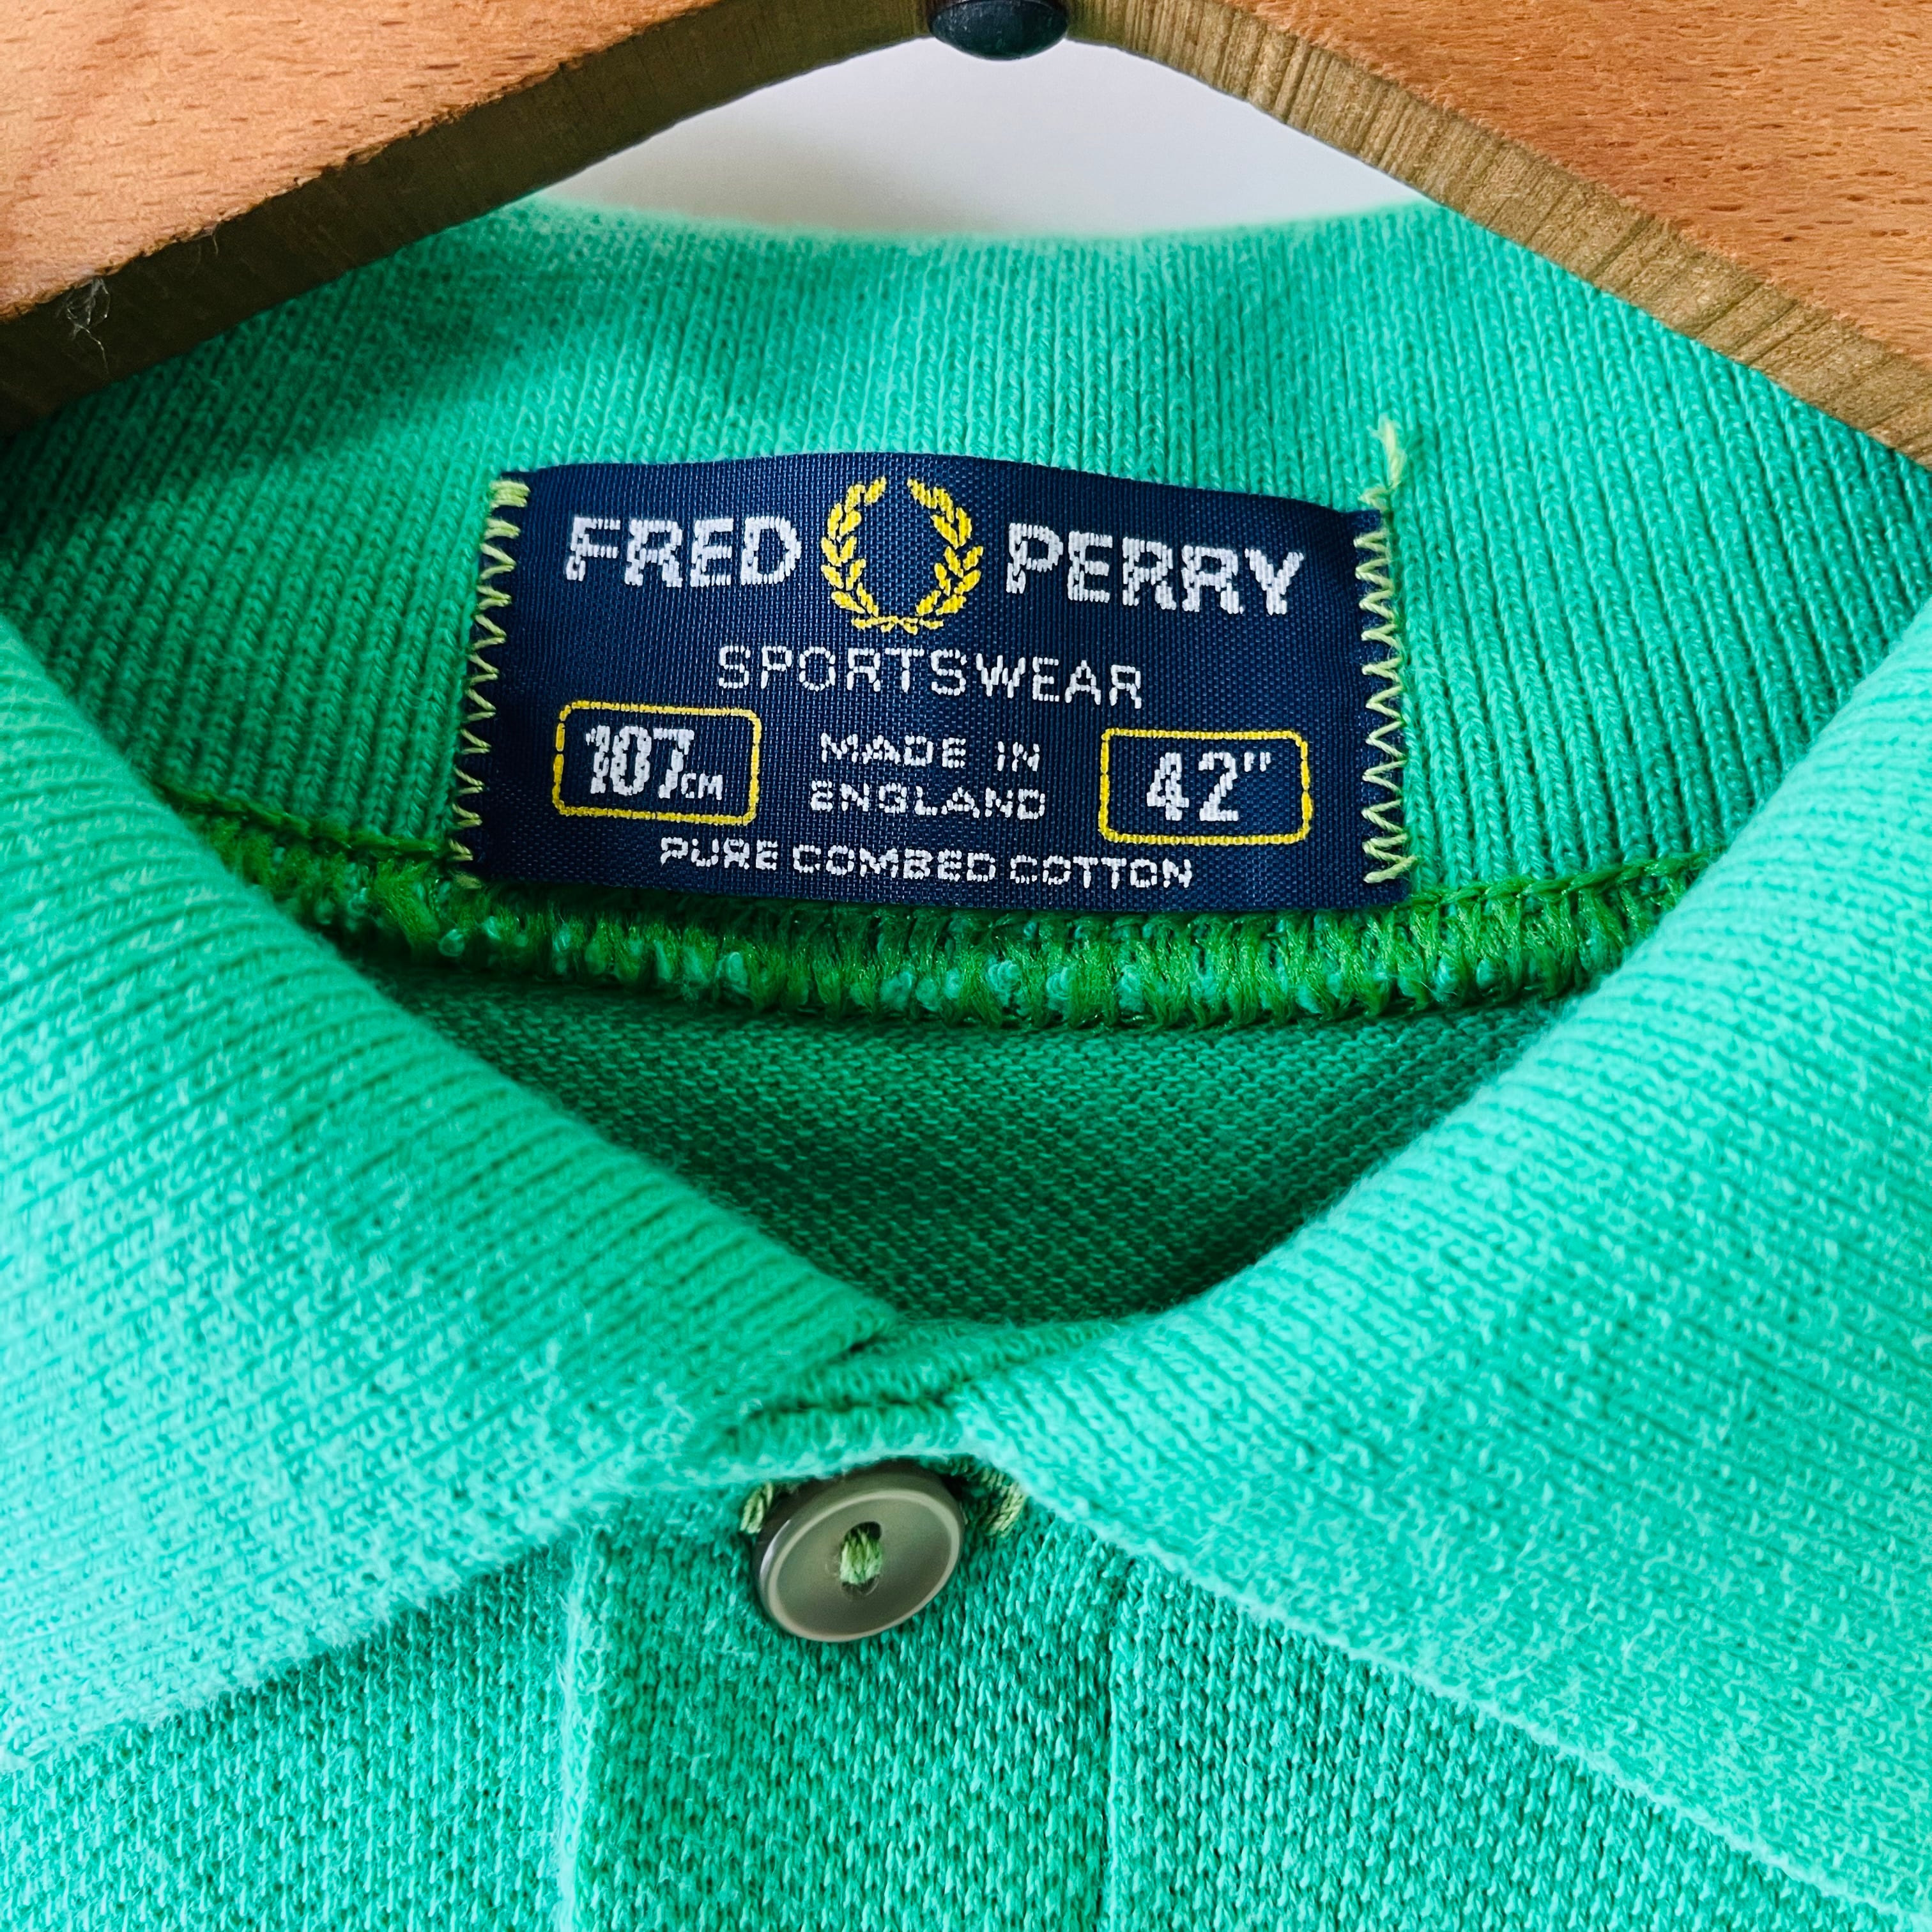 FRED PERRY
SPORTSWEAR
107CM
MADE IN
ENGLAND
42"
PURE COMBED COTTON